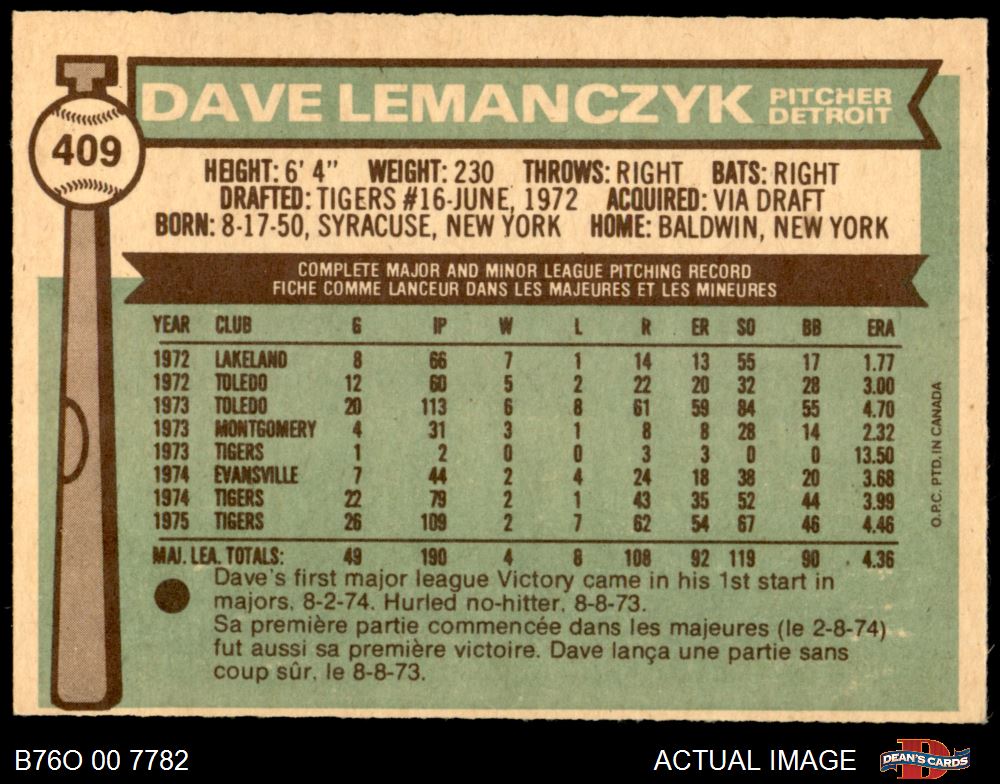 409
DAVE LEMANCZYK PITCHER DETROIT
HEIGHT: 6' 4" WEIGHT: 230 THROWS: RIGHT BATS: RIGHT
DRAFTED: TIGERS #16-JUNE, 1972 ACQUIRED: VIA DRAFT
BORN: 8-17-50, SYRACUSE, NEW YORK HOME: BALDWIN, NEW YORK
COMPLETE MAJOR AND MINOR LEAGUE PITCHING RECORD
FICHE COMME LANCEUR DANS LES MAJEURES ET LES MINEURES
YEAR CLUB G IP W L R ER SO BB ERA
1972 LAKELAND 8 66 7 1 14 13 55 17 1.77
1972 TOLEDO 12 60 5 2 22 20 32 28 3.00
1973 TOLEDO 20 113 6 8 61 59 84 55 4.70
1973 MONTGOMERY 4 31 3 1 8 8 28 14 2.32
1973 TIGERS 1 2 0 0 3 3 0 0 13.50
1974 EVANSVILLE 7 44 2 4 24 18 38 20 3.68
1974 TIGERS 22 79 2 1 43 35 52 44 3.99
1975 TIGERS 26 109 2 7 62 54 67 46 4.46
MAJ. LEA. TOTALS: 49 190 4 8 108 92 119 90 4.36
Dave's first major league Victory came in his 1st start in
majors, 8-2-74. Hurled no-hitter, 8-8-73.
Sa première partie commencée dans les majeures (le 2-8-74)
fut aussi sa première victoire. Dave lança une partie sans
coup sûr, le 8-8-73.
O.P.C. PTD. IN CANADA
B76O 00 7782
ACTUAL IMAGE
D
DEAN'S CARDS